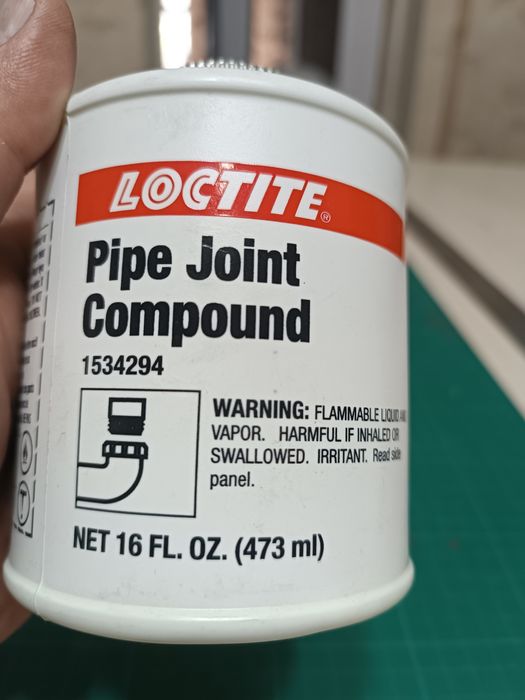 LOCTITE®
Pipe Joint
Compound
1534294
WARNING: FLAMMABLE LIQUID
VAPOR. HARMFUL IF INHALED OR
SWALLOWED. IRRITANT. Read side
panel.
NET 16 FL. OZ. (473 ml)